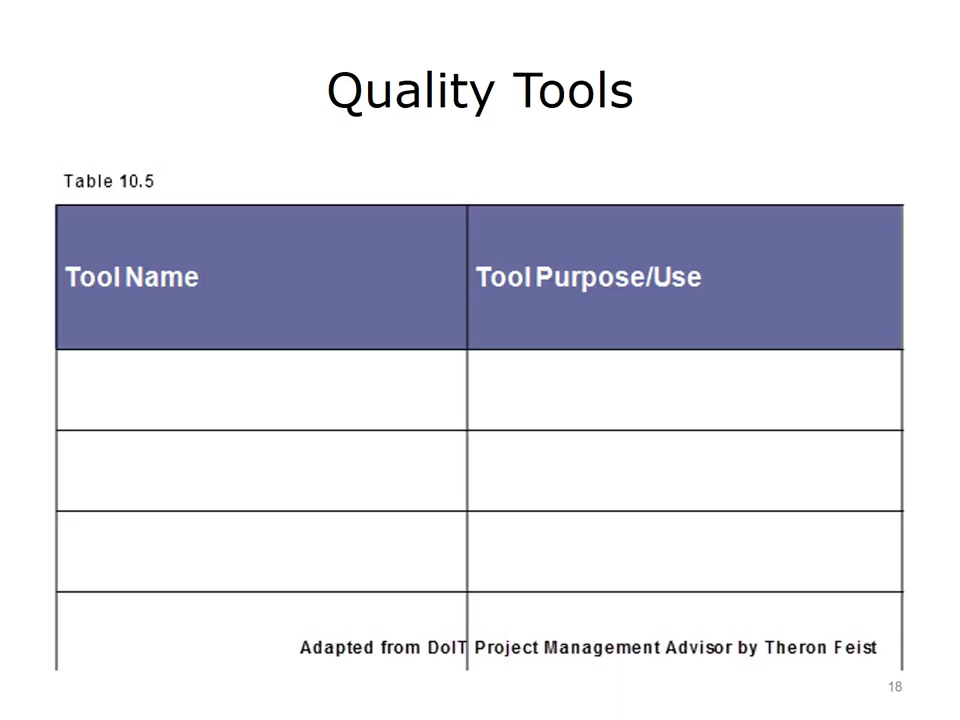 Quality Tools
Table 10.5
Tool Name
Tool Purpose/Use
Adapted from DoIT Project Management Advisor by Theron Feist
18